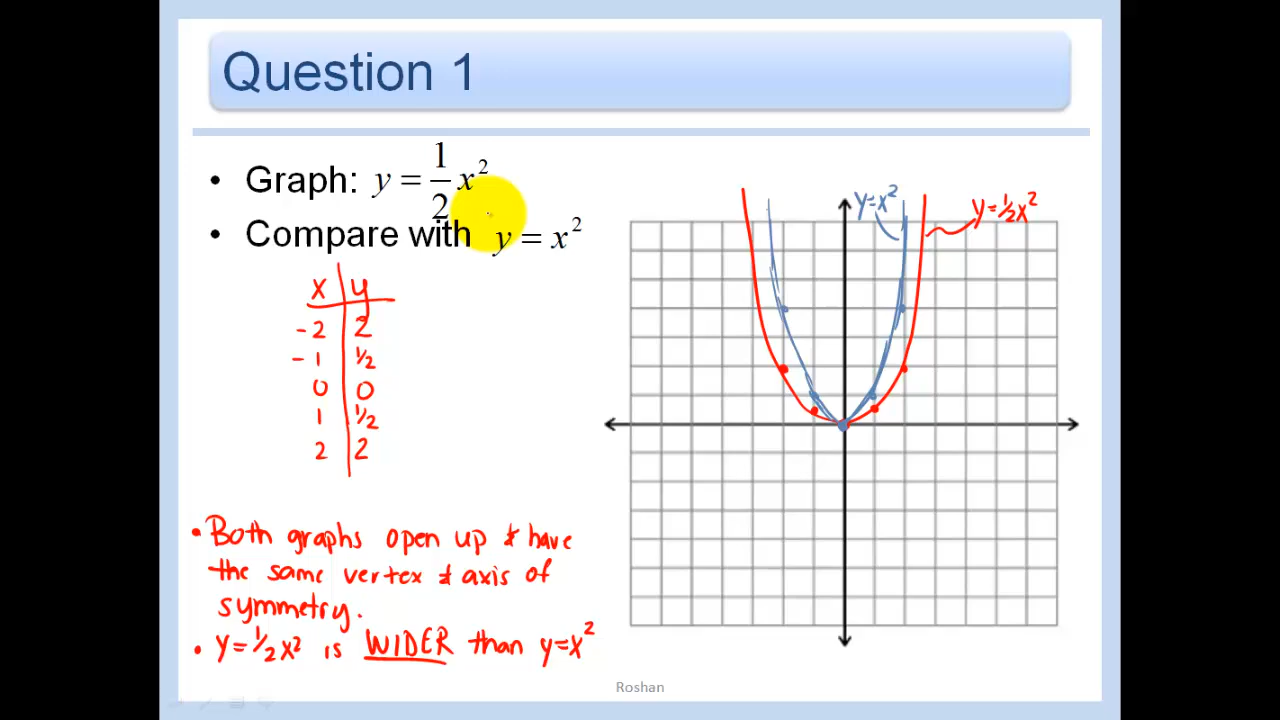 Question 1
• Graph: y = 1/2 x²
• Compare with y = x²
x y
-2 2
-1 1/2
0 0
1 1/2
2 2
y=x²
y=½x²
• Both graphs open up & have
the same vertex & axis of
symmetry.
• y=½x² is WIDER than y=x²
Roshan